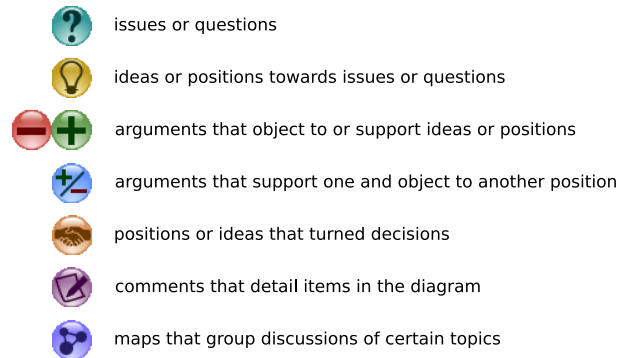 issues or questions
ideas or positions towards issues or questions
arguments that object to or support ideas or positions
arguments that support one and object to another position
positions or ideas that turned decisions
comments that detail items in the diagram
maps that group discussions of certain topics